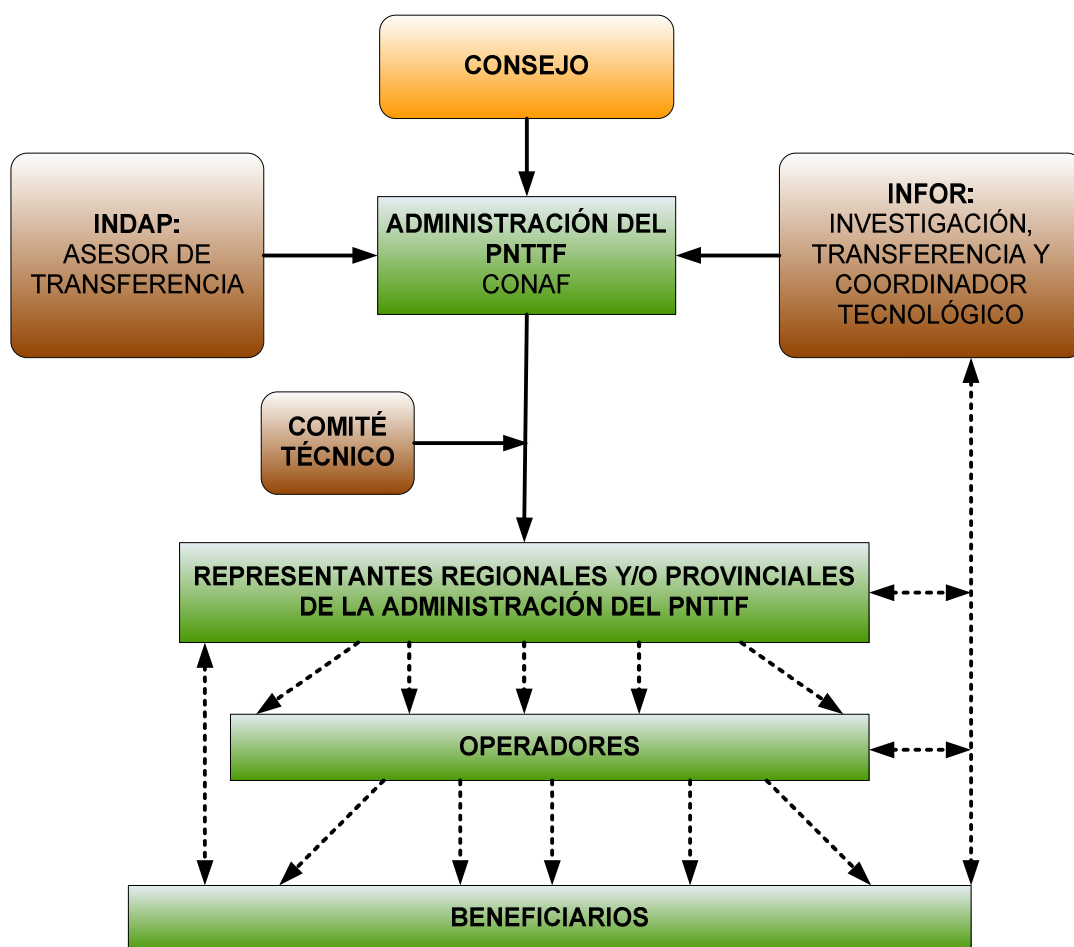 CONSEJO
INDAP:
ASESOR DE
TRANSFERENCIA
ADMINISTRACIÓN DEL
PNTTF
CONAF
INFOR:
INVESTIGACIÓN,
TRANSFERENCIA Y
COORDINADOR
TECNOLÓGICO
COMITÉ
TÉCNICO
REPRESENTANTES REGIONALES Y/O PROVINCIALES
DE LA ADMINISTRACIÓN DEL PNTTF
OPERADORES
BENEFICIARIOS